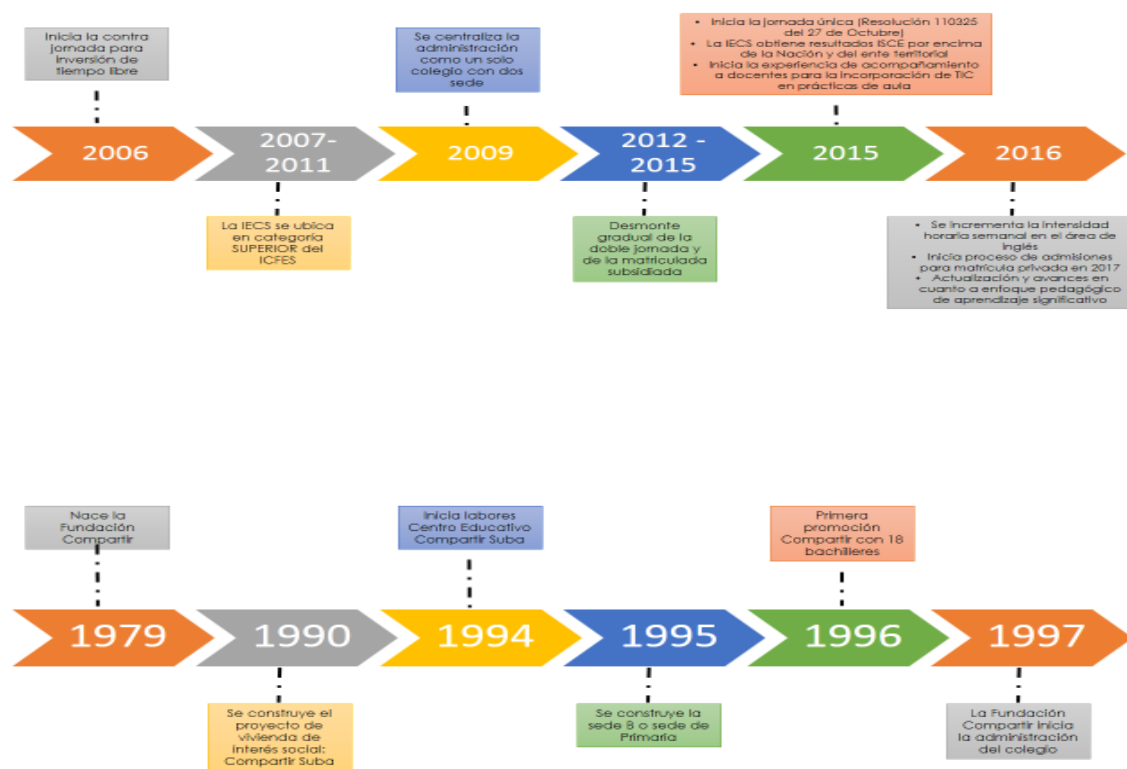 Inicia la contra
jornada para
inversión de
tiempo libre
Se centraliza la
administración
como un solo
colegio con dos
sede
• Inicia la jornada única (Resolución 110325
del 27 de Octubre)
• La IECS obtiene resultados ISCE por encima
de la Nación y del ente territorial
• Inicia la experiencia de acompañamiento
a docentes para la incorporación de TIC
en prácticas de aula
2006
2007-
2011
2009
2012 -
2015
2015
2016
La IECS se ubica
en categoría
SUPERIOR del
ICFES
Desmonte
gradual de la
doble jornada y
de la matriculada
subsidiada
• Se incrementa la intensidad
horaria semanal en el área de
inglés
• Inicia proceso de admisiones
para matrícula privada en 2017
• Actualización y avances en
cuanto a enfoque pedagógico
de aprendizaje significativo
Nace la
Fundación
Compartir
Inicia labores
Centro Educativo
Compartir Suba
Primera
promoción
Compartir con 18
bachilleres
1979
1990
1994
1995
1996
1997
Se construye el
proyecto de
vivienda de
interés social:
Compartir Suba
Se construye la
sede B o sede de
Primaria
La Fundación
Compartir inicia
la administración
del colegio